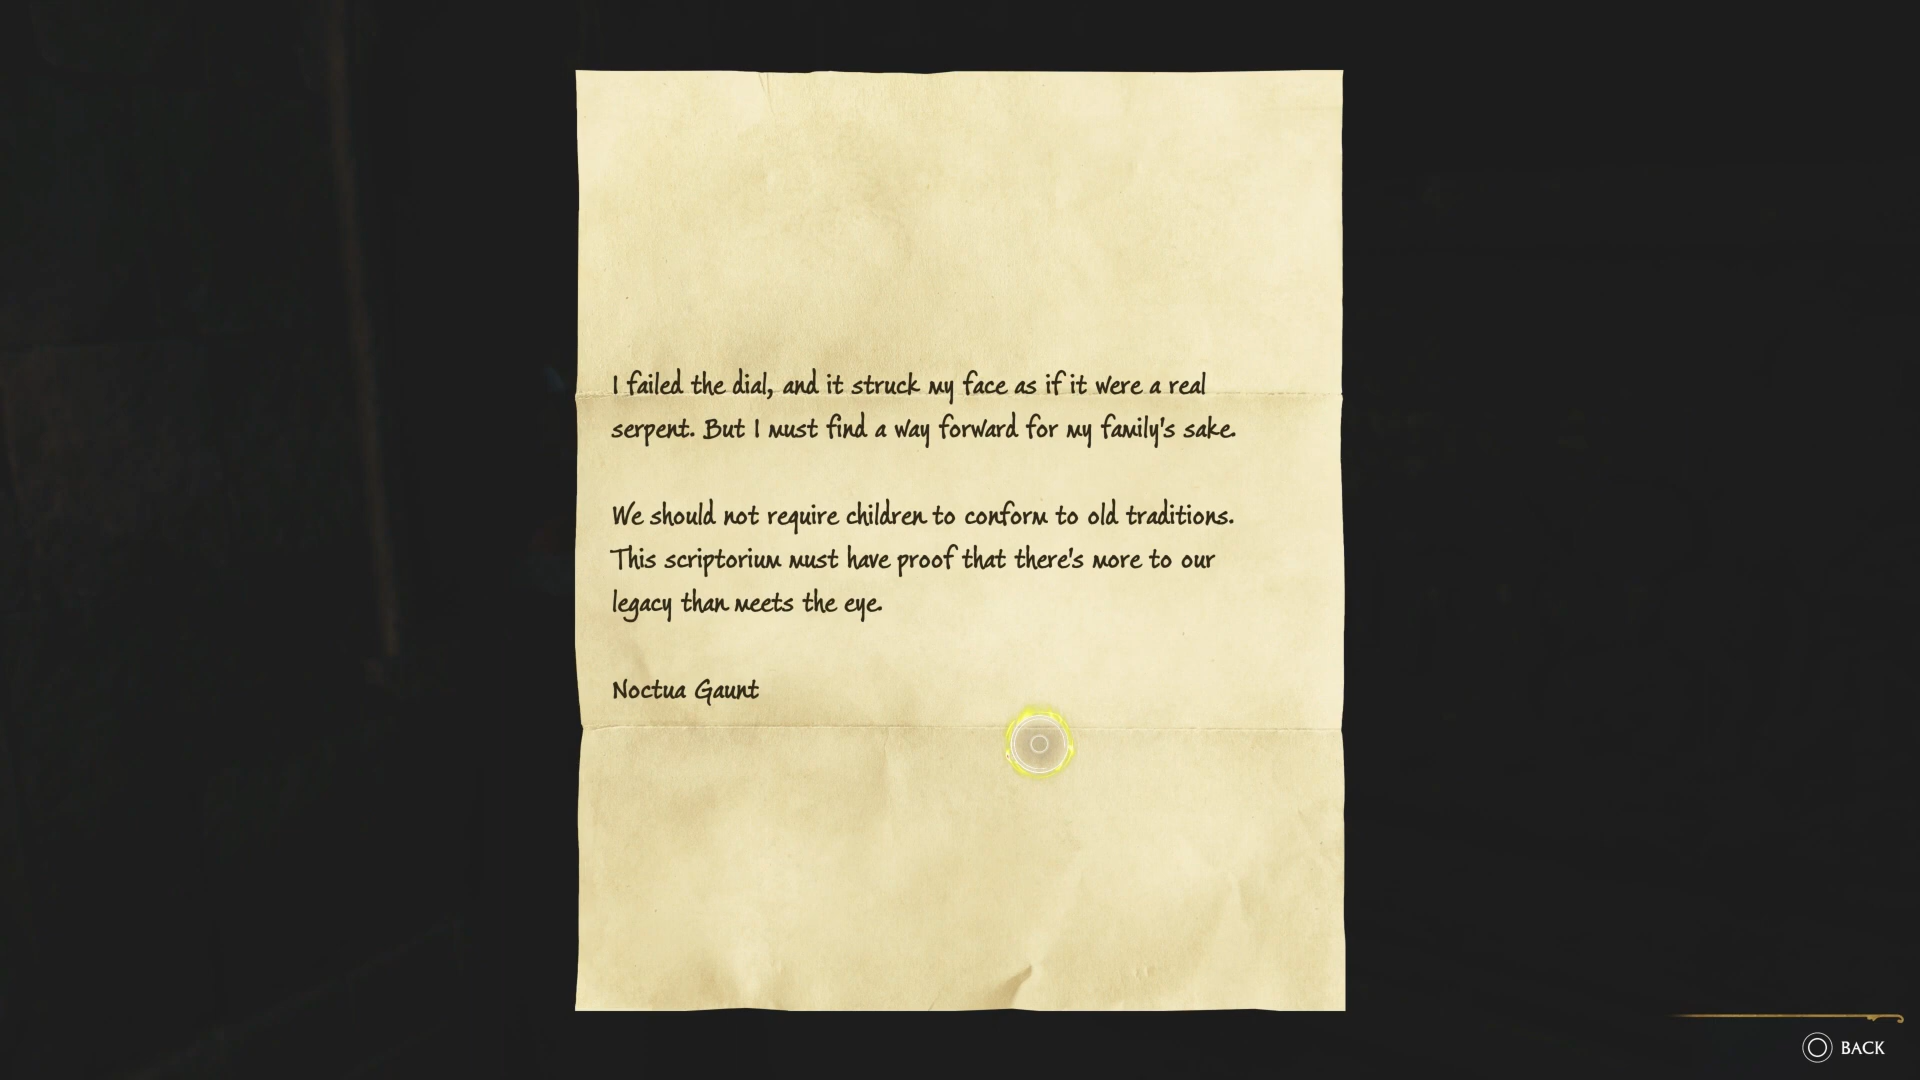 I failed the dial, and it struck my face as if it were a real
serpent. But I must find a way forward for my family's sake.
We should not require children to conform to old traditions.
This scriptorium must have proof that there's more to our
legacy than meets the eye.
Noctua Gaunt
BACK